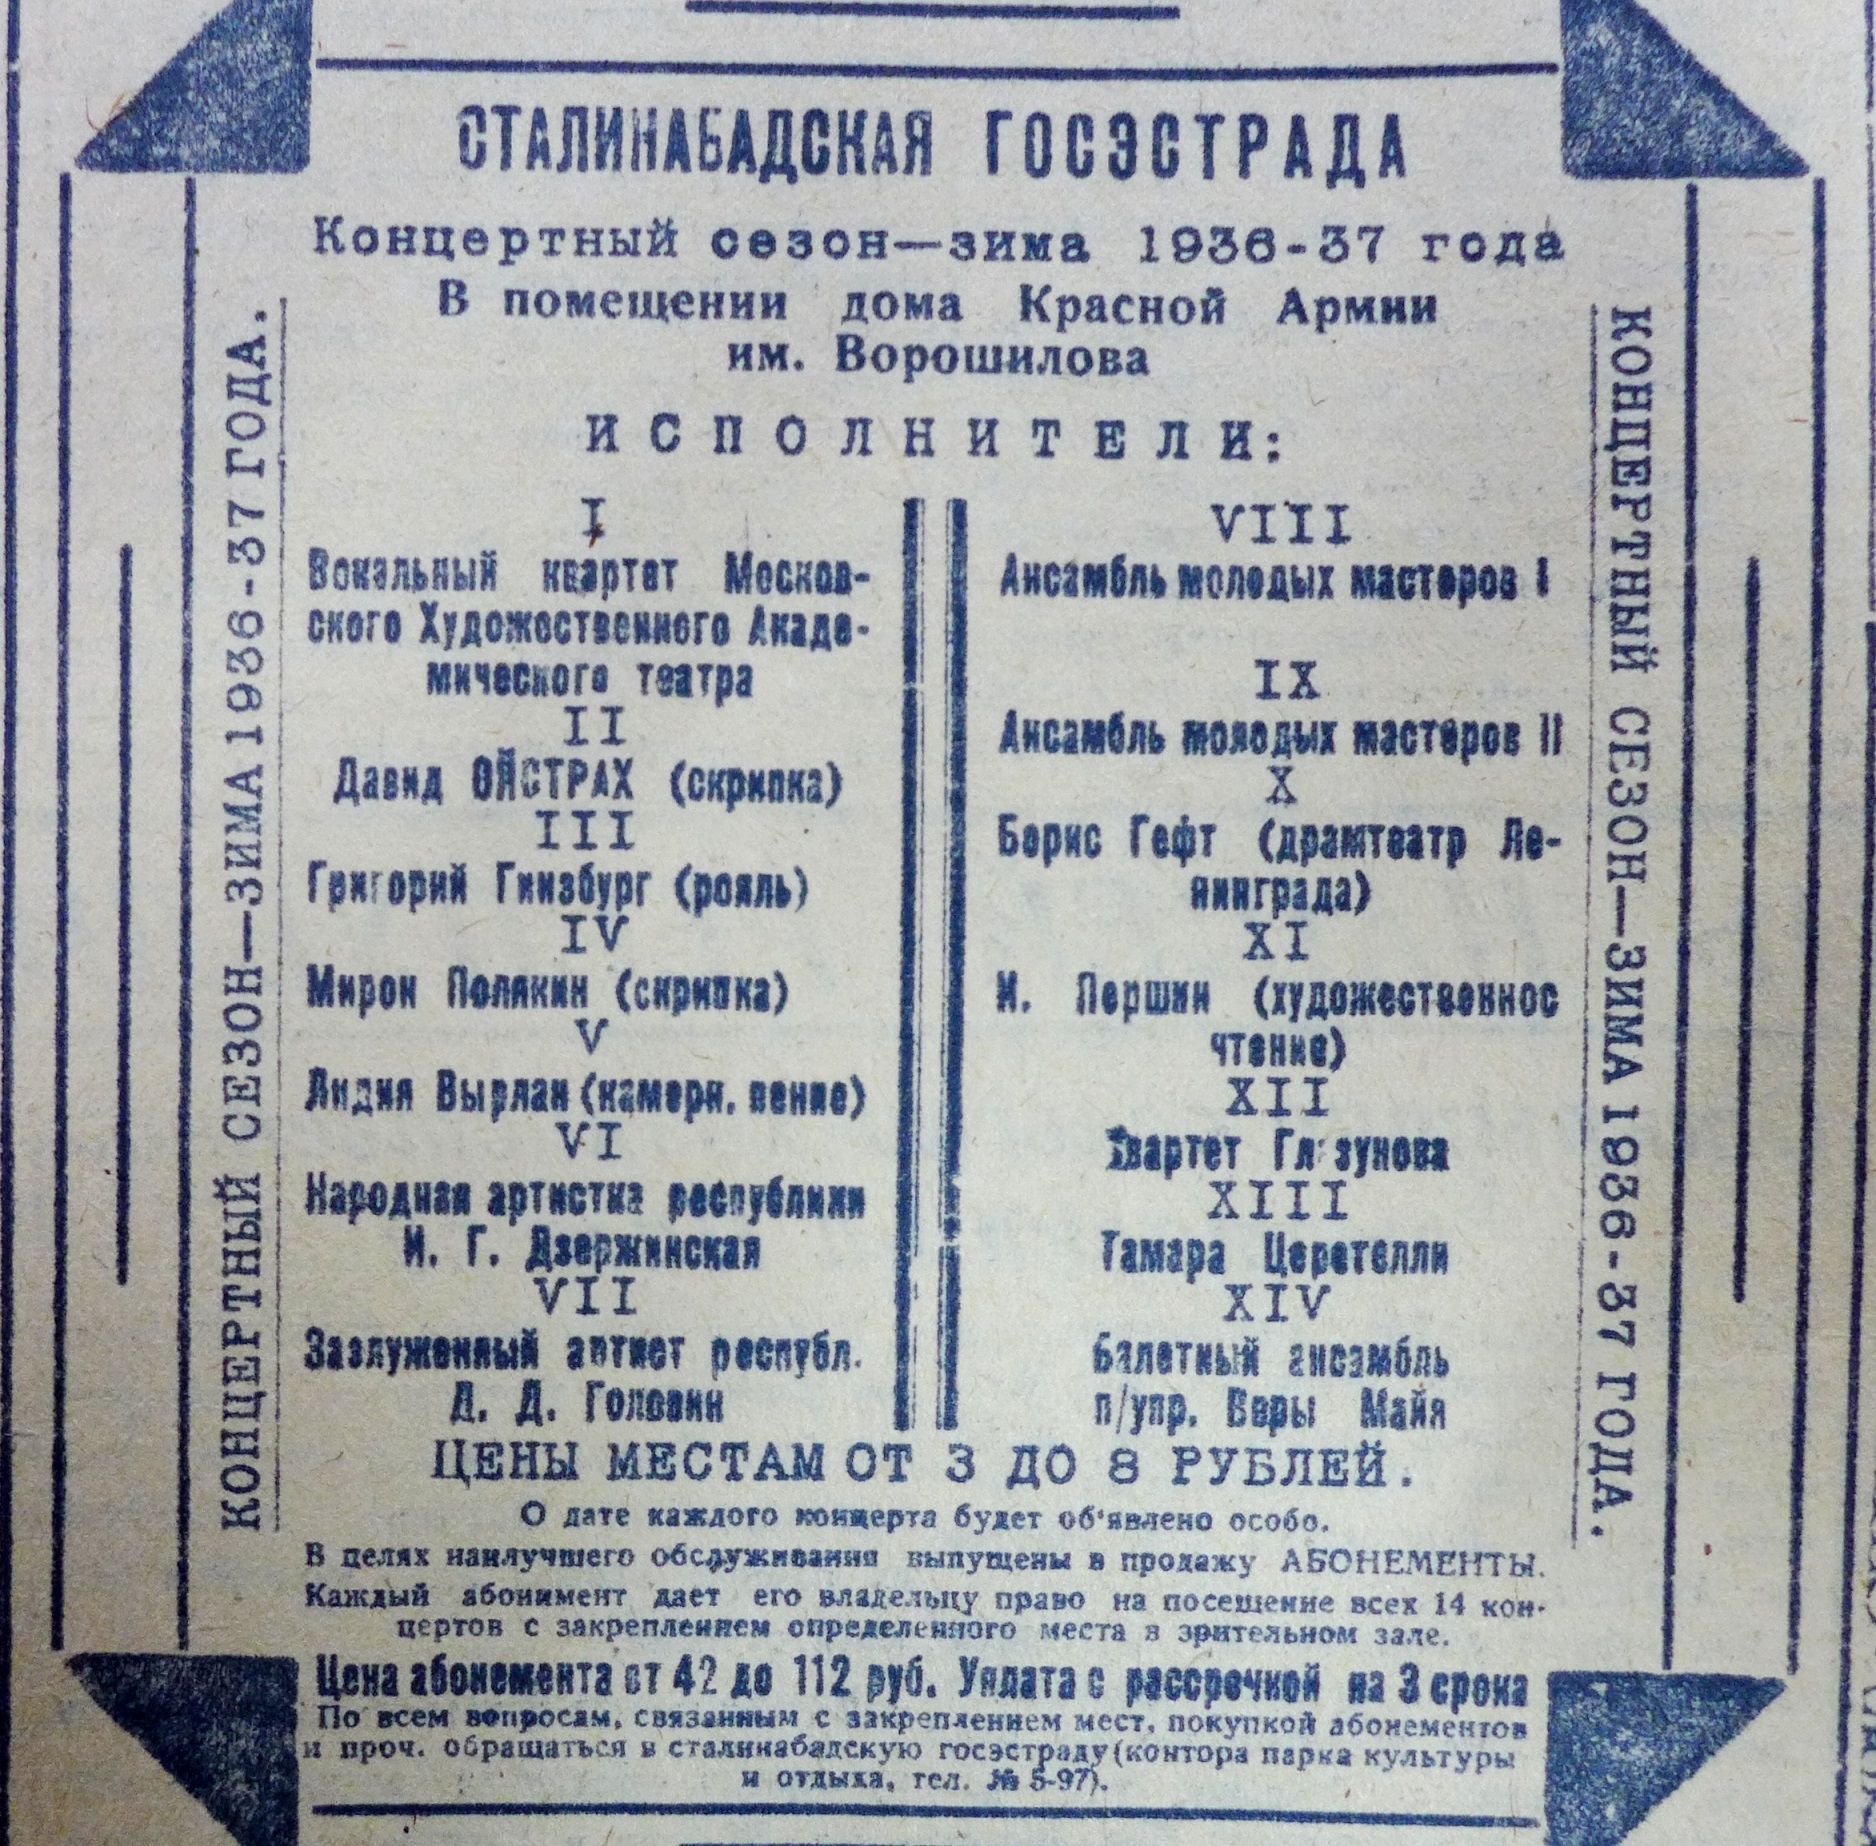 СТАЛИНАБАДСКАЯ ГОСЭСТРАДА
Концертный сезон—зима 1936-37 года
В помещении дома Красной Армии
им. Ворошилова
ИСПОЛНИТЕЛИ:
I
Вокальный квартет Москов-
ского Художественного Акаде-
мического театра
II
Давид ОЙСТРАХ (скрипка)
III
Григорий Гинзбург (рояль)
IV
Мирон Полякин (скрипка)
V
Лидия Вырлан (камерн. пение)
VI
Народная артистка республики
И. Г. Дзержинская
VII
Заслуженный артист республ.
Д. Д. Головин
VIII
Ансамбль молодых мастеров I
IX
Ансамбль молодых мастеров II
X
Борис Гефт (драмтеатр Ле-
нинграда)
XI
И. Першин (художественнос
чтение)
XII
Квартет Глазунова
XIII
Тамара Церетелли
XIV
Балетный ансамбль
п/упр. Веры Майя
ЦЕНЫ МЕСТАМ ОТ 3 ДО 8 РУБЛЕЙ.
О дате каждого концерта будет об'явлено особо.
В целях наилучшего обслуживания выпущены в продажу АБОНЕМЕНТЫ.
Каждый абонимент дает его владельцу право на посещение всех 14 кон-
цертов с закреплением определенного места в зрительном зале.
Цена абонемента от 42 до 112 руб. Уплата с рассрочкой на 3 срока
По всем вопросам, связанным с закреплением мест, покупкой абонементов
и проч. обращаться в сталинабадскую госэстраду (контора парка культуры
и отдыха, тел. № 5-97).
КОНЦЕРТНЫЙ СЕЗОН—ЗИМА 1936-37 ГОДА.
КОНЦЕРТНЫЙ СЕЗОН—ЗИМА 1936-37 ГОДА.